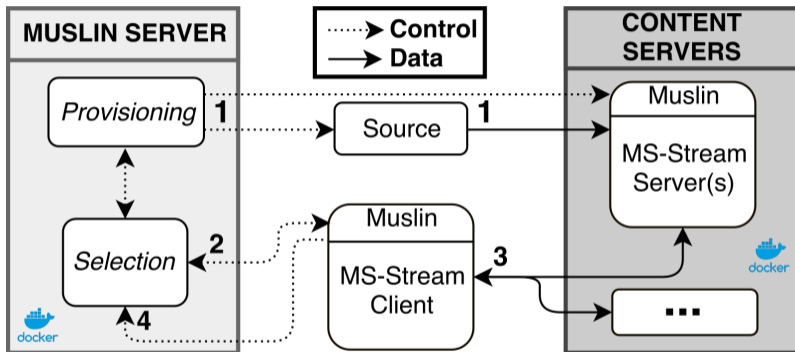 MUSLIN SERVER
Control
Data
CONTENT
SERVERS
Provisioning
1
Source
1
Muslin
MS-Stream
Server(s)
Selection
2
Muslin
MS-Stream
Client
3
4
docker
docker
...